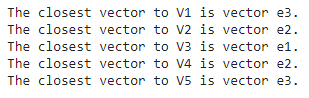 The closest vector to V1 is vector e3.
The closest vector to V2 is vector e2.
The closest vector to V3 is vector e1.
The closest vector to V4 is vector e2.
The closest vector to V5 is vector e3.